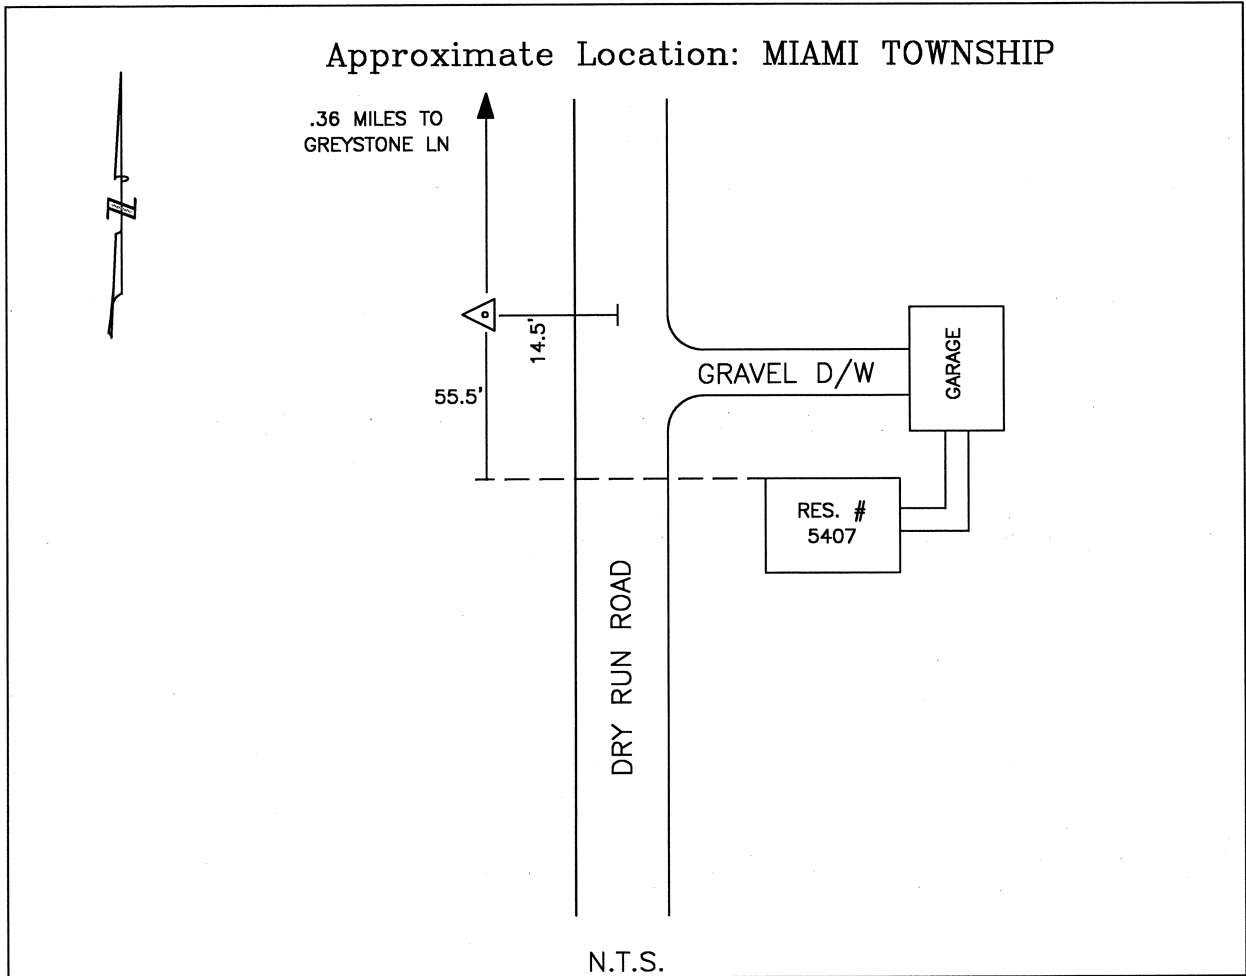 Approximate Location: MIAMI TOWNSHIP
.36 MILES TO
GREYSTONE LN
N
14.5'
55.5'
GRAVEL D/W
GARAGE
RES. #
5407
DRY RUN ROAD
N.T.S.